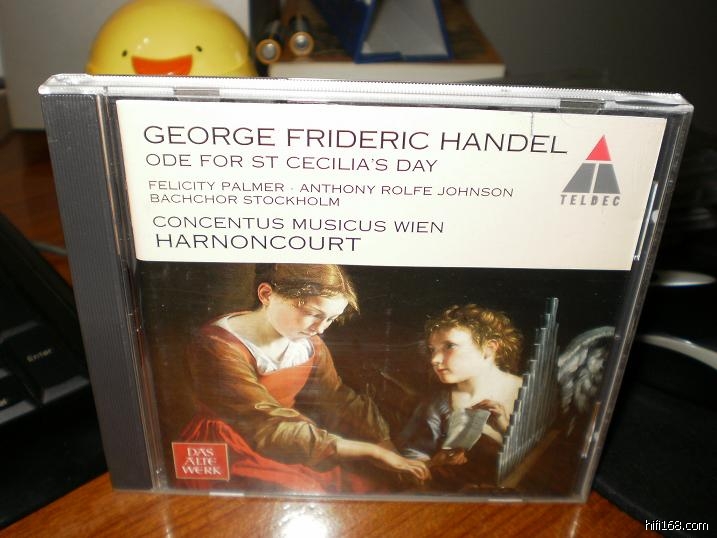 GEORGE FRIDERIC HANDEL
ODE FOR ST CECILIA'S DAY
FELICITY PALMER · ANTHONY ROLFE JOHNSON
BACHCHOR STOCKHOLM
CONCENTUS MUSICUS WIEN
HARNONCOURT
TELDEC
DAS
ALTE
WERK
Enter
hifi168.com